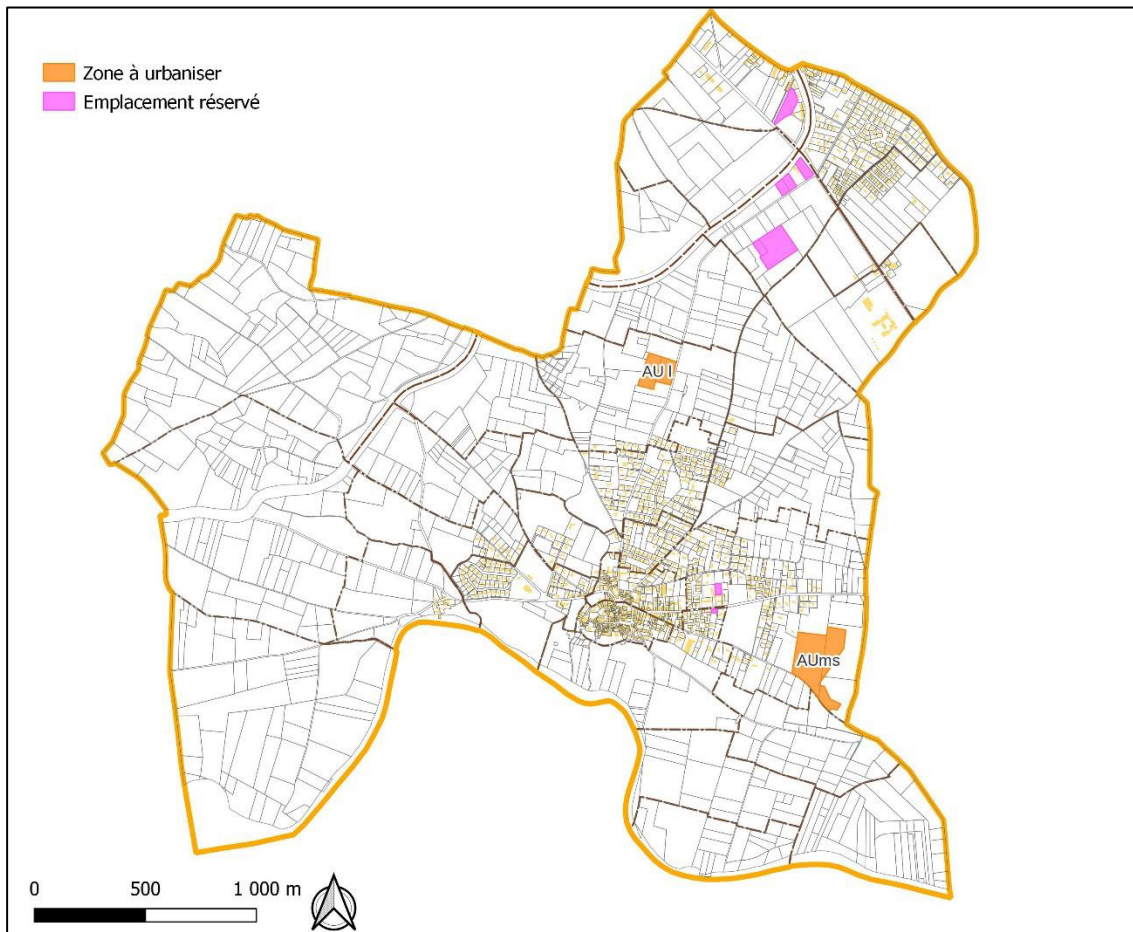 Zone à urbaniser
Emplacement réservé
AU I
AUms
0 500 1 000 m